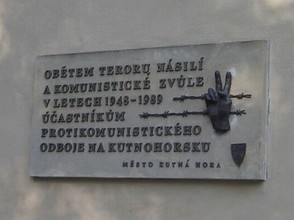 OBĚTEM TERORU NÁSILÍ
A KOMUNISTICKÉ ZVŮLE
V LETECH 1948-1989
ÚČASTNÍKŮM
PROTIKOMUNISTICKÉHO
ODBOJE NA KUTNOHORSKU
MĚSTO KUTNÁ HORA